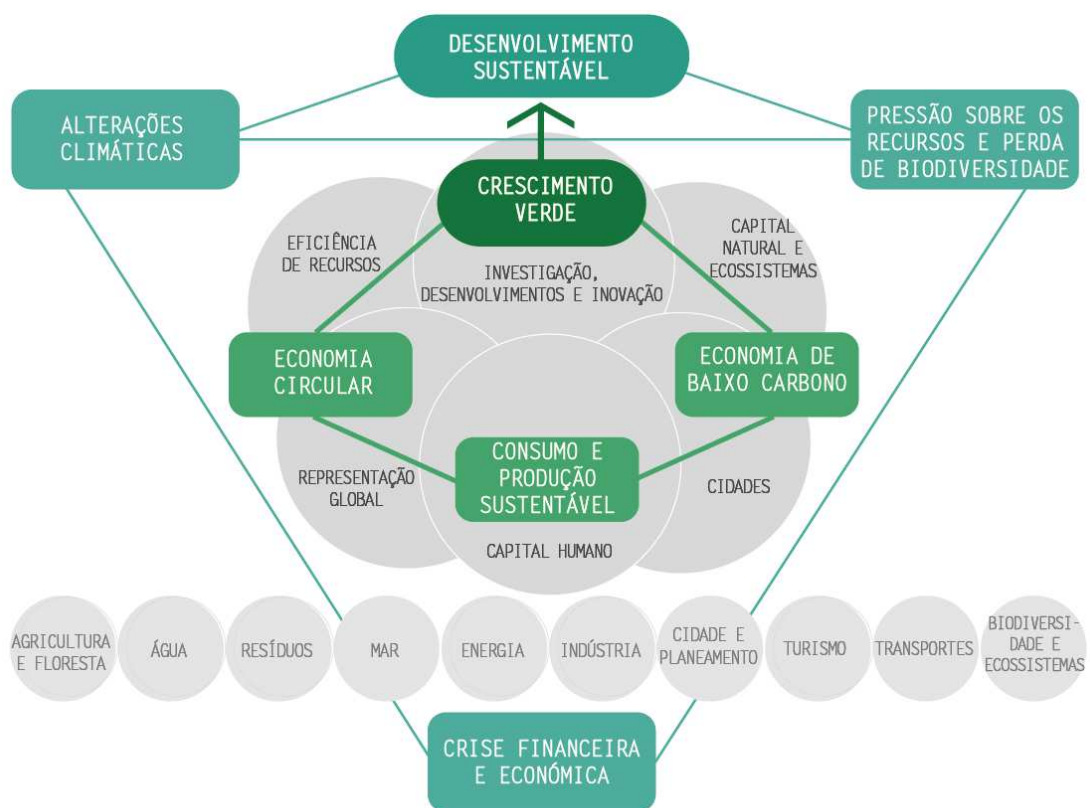 DESENVOLVIMENTO
SUSTENTÁVEL
ALTERAÇÕES
CLIMÁTICAS
PRESSÃO SOBRE OS
RECURSOS E PERDA
DE BIODIVERSIDADE
CRESCIMENTO
VERDE
EFICIÊNCIA
DE RECURSOS
INVESTIGAÇÃO,
DESENVOLVIMENTOS E INOVAÇÃO
CAPITAL
NATURAL E
ECOSSISTEMAS
ECONOMIA
CIRCULAR
ECONOMIA DE
BAIXO CARBONO
CONSUMO E
PRODUÇÃO
SUSTENTÁVEL
REPRESENTAÇÃO
GLOBAL
CIDADES
CAPITAL HUMANO
AGRICULTURA
E FLORESTA
ÁGUA
RESÍDUOS
MAR
ENERGIA
INDÚSTRIA
CIDADE E
PLANEAMENTO
TURISMO
TRANSPORTES
BIODIVERSI-
DADE E
ECOSSISTEMAS
CRISE FINANCEIRA
E ECONÓMICA